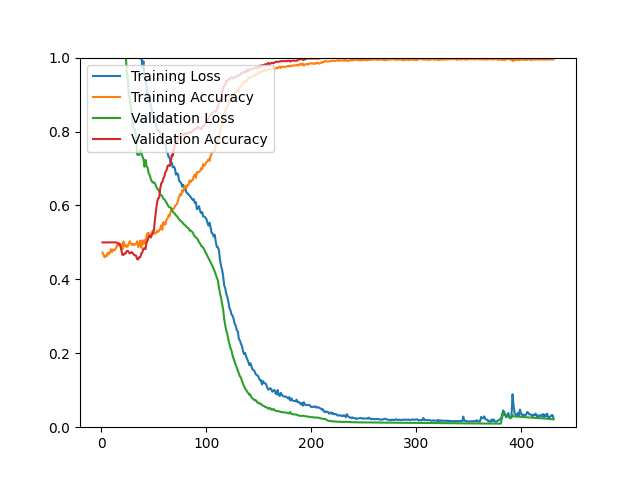 1.0
0.8
0.6
0.4
0.2
0.0
Training Loss
Training Accuracy
Validation Loss
Validation Accuracy
0 100 200 300 400